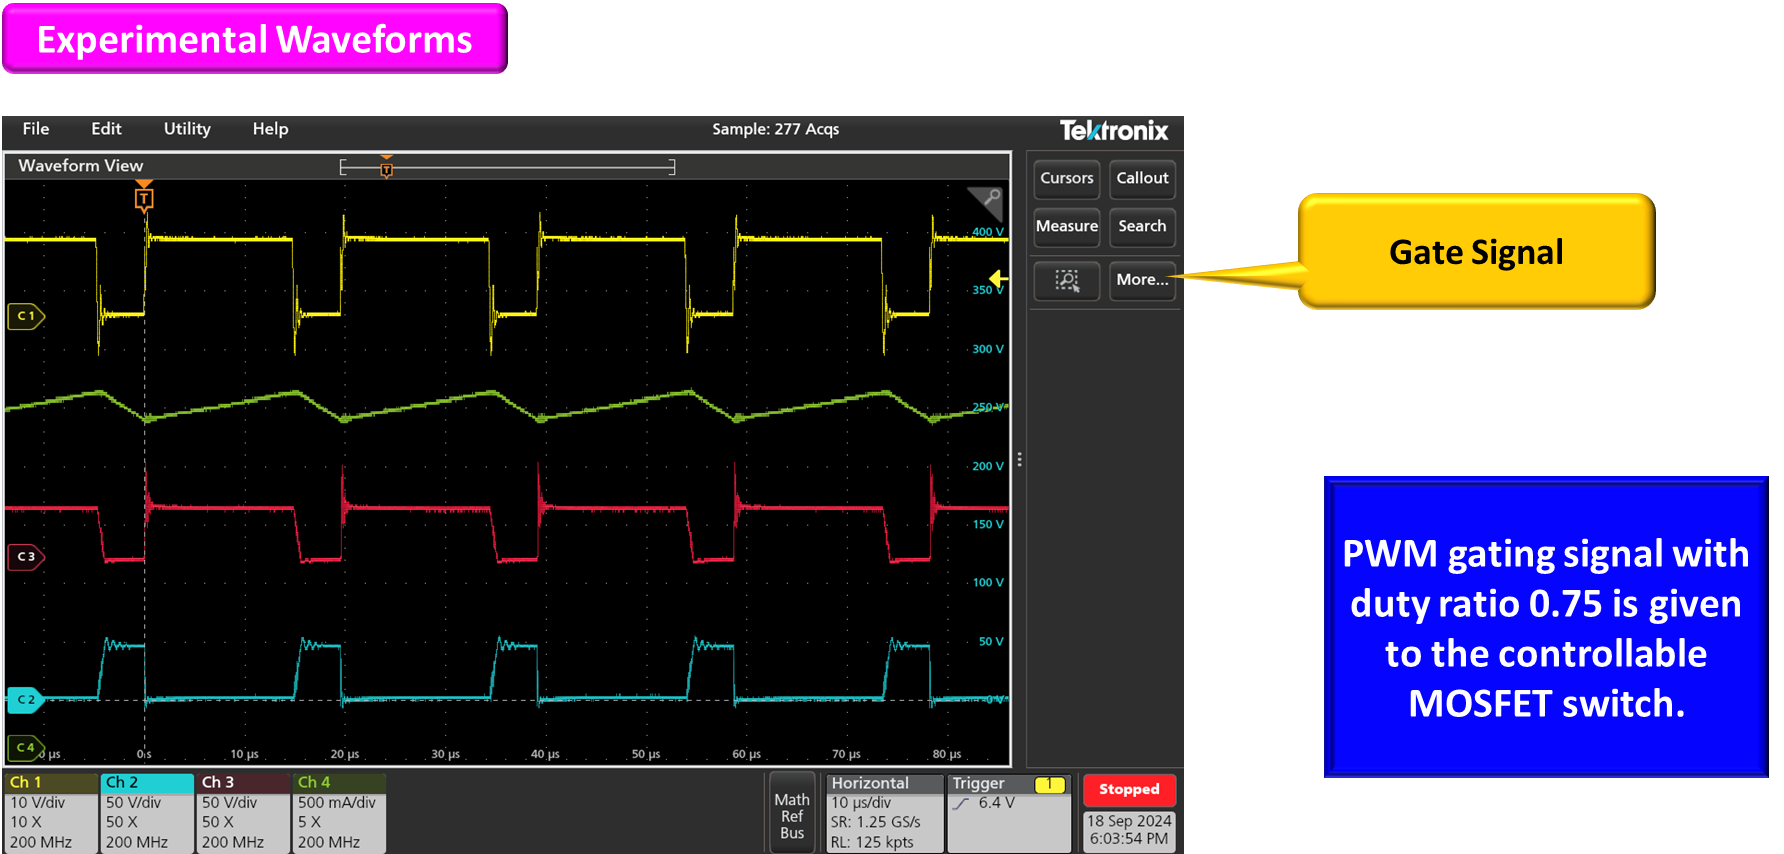 Experimental Waveforms
File Edit Utility Help Sample: 277 Acqs Tektronix
Waveform View
T
T
Cursors Callout
Measure Search
More...
Gate Signal
400 V
350 V
300 V
250 V
200 V
150 V
100 V
50 V
0 V
C 1
C 3
C 2
C 4
0 µs 0 s 10 µs 20 µs 30 µs 40 µs 50 µs 60 µs 70 µs 80 µs
PWM gating signal with
duty ratio 0.75 is given
to the controllable
MOSFET switch.
Ch 1
10 V/div
10 X
200 MHz
Ch 2
50 V/div
50 X
200 MHz
Ch 3
50 V/div
50 X
200 MHz
Ch 4
500 mA/div
5 X
200 MHz
Math
Ref
Bus
Horizontal
10 µs/div
SR: 1.25 GS/s
RL: 125 kpts
Trigger 1
6.4 V
Stopped
18 Sep 2024
6:03:54 PM